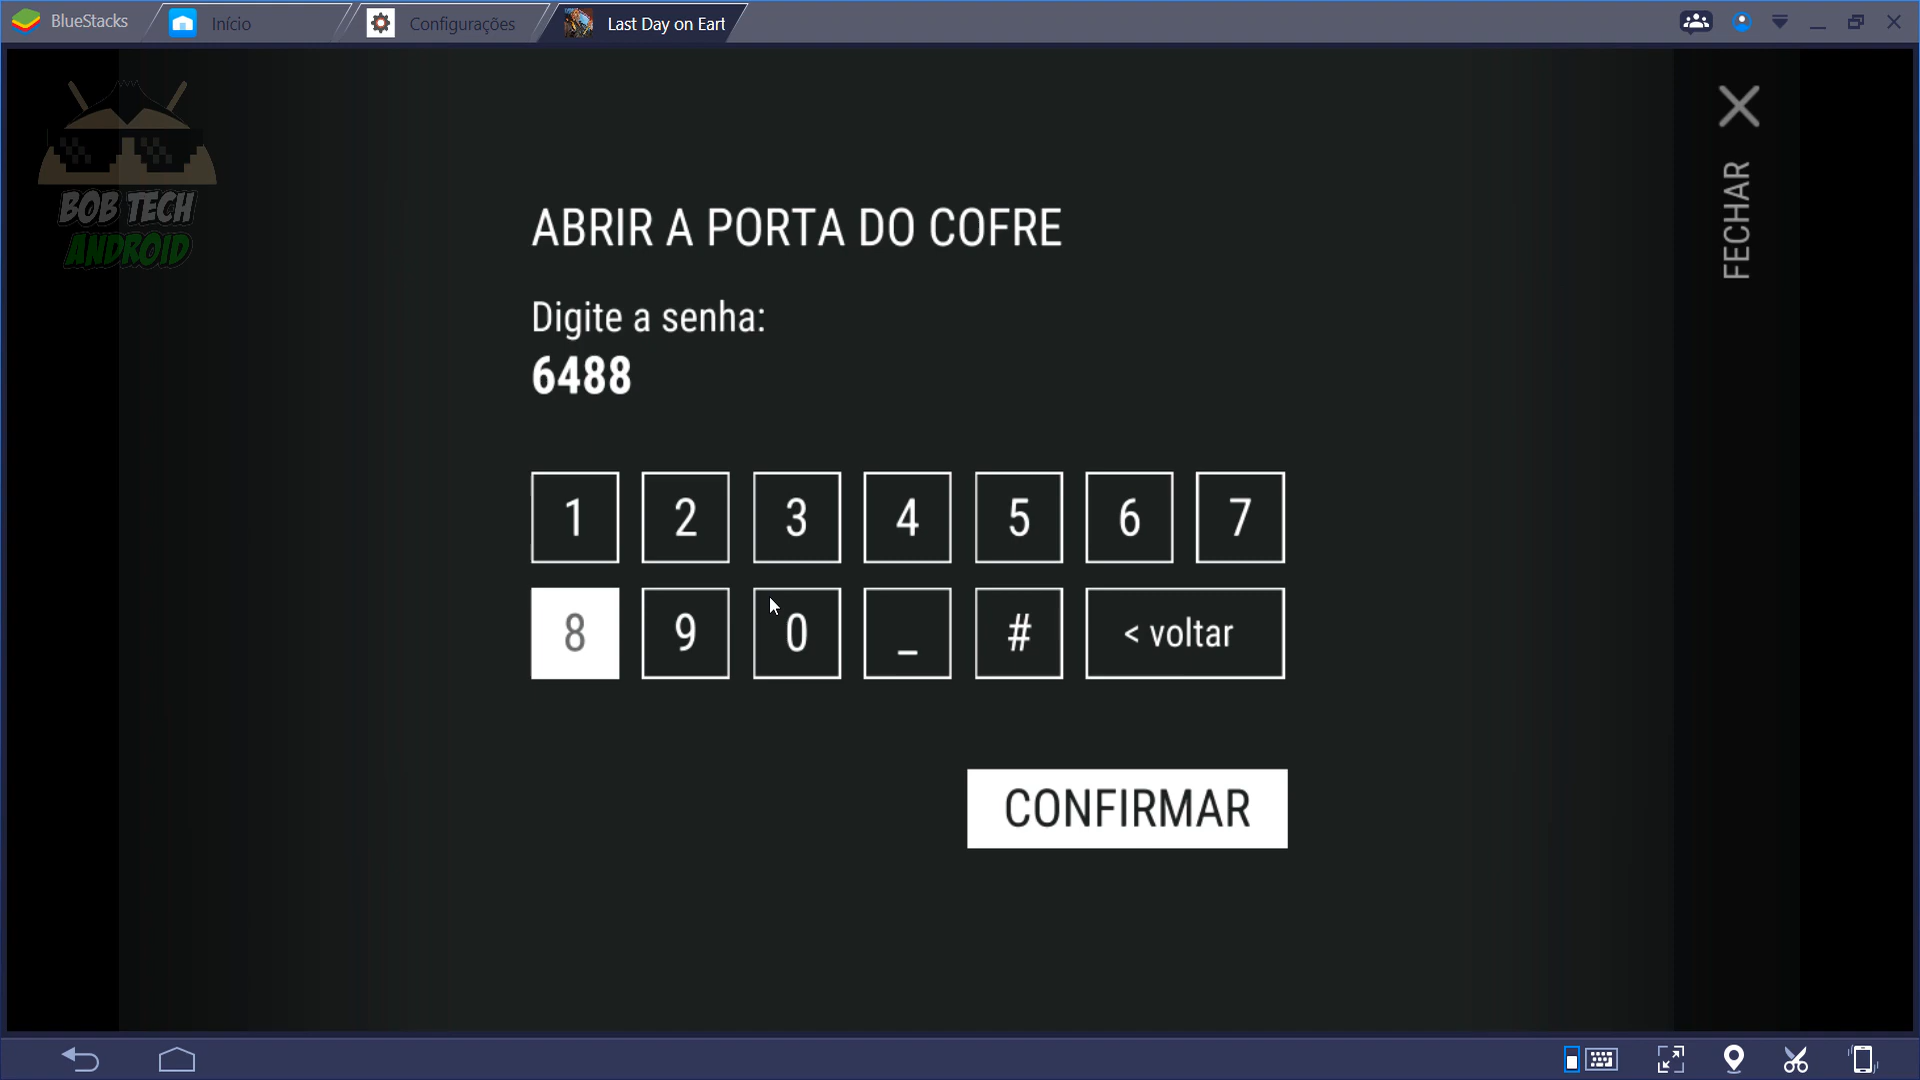 BlueStacks
Início
Configurações
Last Day on Eart
BOB TECH
ANDROID
FECHAR
ABRIR A PORTA DO COFRE
Digite a senha:
6488
1 2 3 4 5 6 7
8 9 0 _ # < voltar
CONFIRMAR